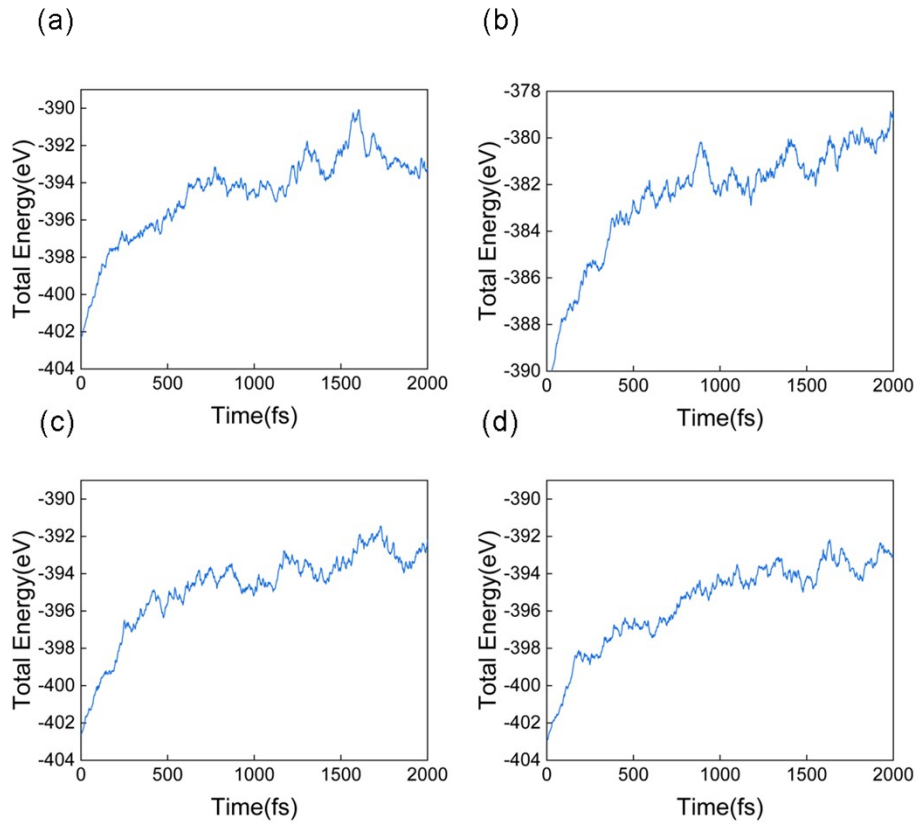 (a)
Total Energy(eV)
-390
-392
-394
-396
-398
-400
-402
-404
0 500 1000 1500 2000
Time(fs)
(b)
Total Energy(eV)
-378
-380
-382
-384
-386
-388
-390
0 500 1000 1500 2000
Time(fs)
(c)
Total Energy(eV)
-390
-392
-394
-396
-398
-400
-402
-404
0 500 1000 1500 2000
Time(fs)
(d)
Total Energy(eV)
-390
-392
-394
-396
-398
-400
-402
-404
0 500 1000 1500 2000
Time(fs)